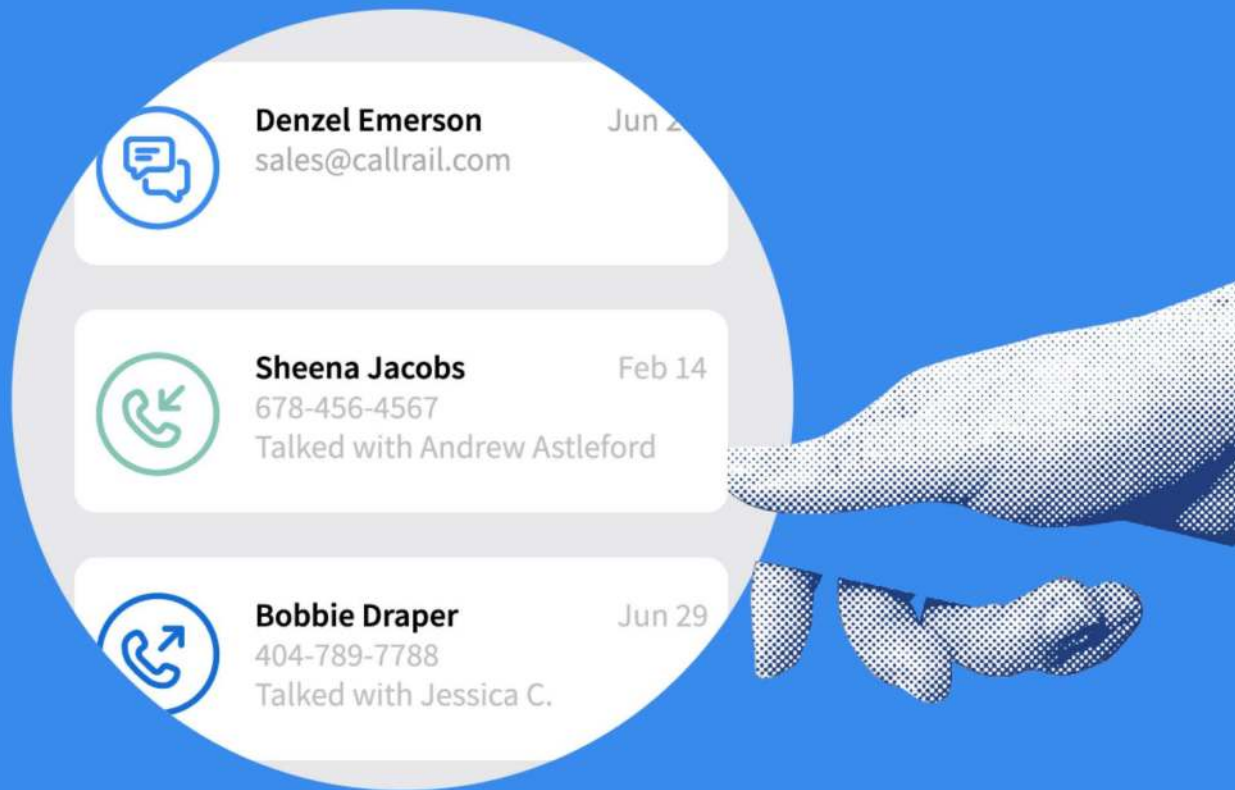 Denzel Emerson
Jun
sales@callrail.com
Sheena Jacobs
Feb 14
678-456-4567
Talked with Andrew Astleford
Bobbie Draper
Jun 29
404-789-7788
Talked with Jessica C.